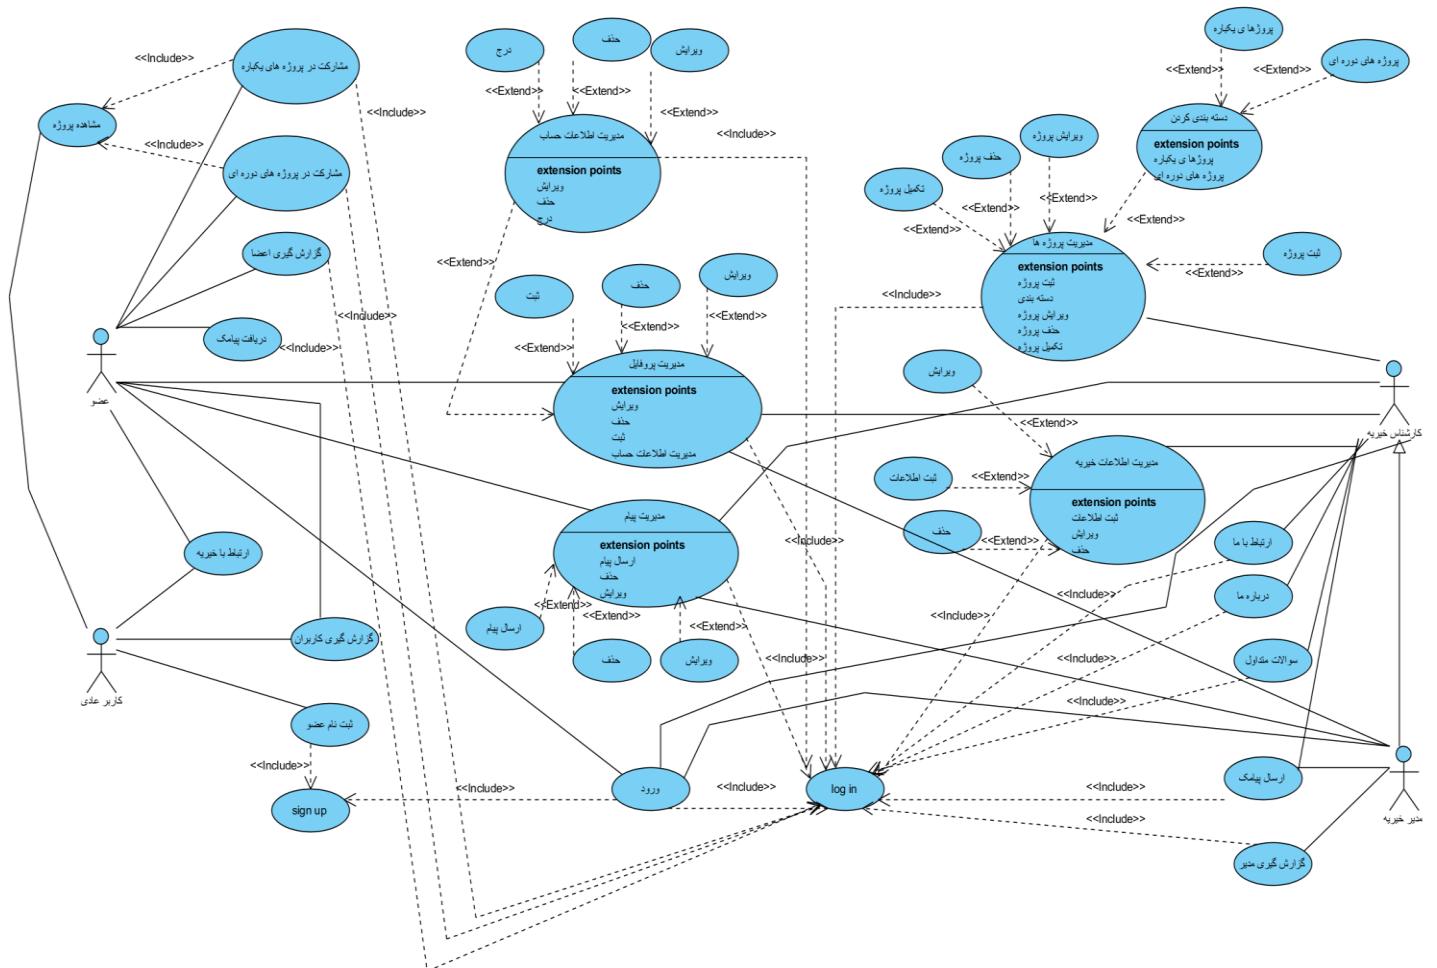 پروژها ی یکباره
مشارکت در پروژه های یکباره
<<Include>>
درج
حذف
ویرایش
<<Extend>>
<<Extend>>
پروژه های دوره ای
<<Extend>>
<<Extend>>
<<Extend>>
<<Include>>
مشاهده پروژه
<<Include>>
مشارکت در پروژه های دوره ای
مدیریت اطلاعات حساب
extension points
ویرایش
حذف
درج
<<Include>>
دسته بندی کردن
extension points
پروژها ی یکباره
پروژه های دوره ای
ویرایش پروژه
حذف پروژه
تکمیل پروژه
<<Extend>>
<<Extend>>
<<Extend>>
<<Extend>>
گزارش گیری اعضا
<<Extend>>
مدیریت پروژه ها
extension points
ثبت پروژه
دسته بندی
ویرایش پروژه
حذف پروژه
تکمیل پروژه
ثبت پروژه
<<Extend>>
<<Include>>
ثبت
حذف
ویرایش
<<Include>>
<<Extend>>
<<Extend>>
<<Extend>>
دریافت پیامک
<<Include>>
عضو
مدیریت پروفایل
extension points
ویرایش
حذف
ثبت
مدیریت اطلاعات حساب
ویرایش
<<Extend>>
کارشناس خیریه
مدیریت اطلاعات خیریه
extension points
ثبت اطلاعات
ویرایش
حذف
ثبت اطلاعات
<<Extend>>
حذف
<<Extend>>
مدیریت پیام
extension points
ارسال پیام
حذف
ویرایش
<<Include>>
ارتباط با خیریه
ارتباط با ما
<<Include>>
درباره ما
<<Include>>
<<Extend>>
<<Extend>>
<<Extend>>
ارسال پیام
حذف
ویرایش
<<Include>>
گزارش گیری کاربران
سوالات متداول
<<Include>>
<<Include>>
کاربر عادی
ثبت نام عضو
<<Include>>
sign up
<<Include>>
ورود
<<Include>>
log in
ارسال پیامک
<<Include>>
<<Include>>
مدیر خیریه
گزارش گیری مدیر